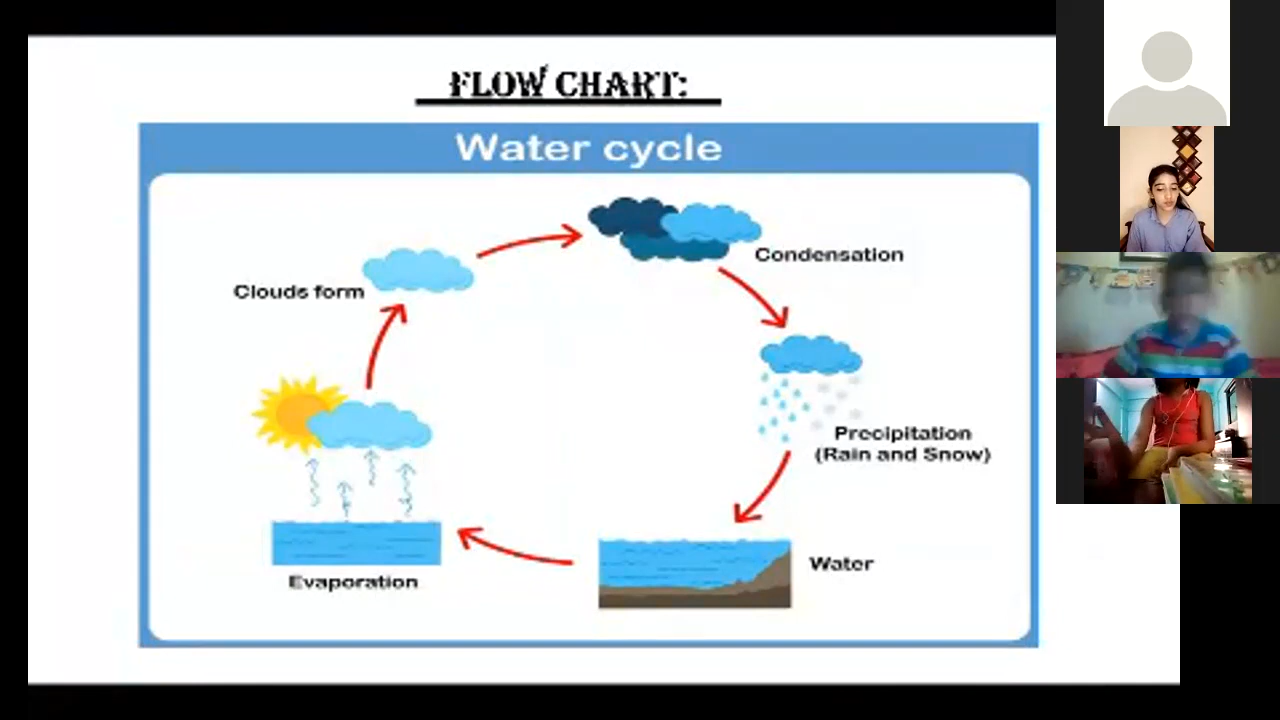 FLOW CHART:
Water cycle
Condensation
Clouds form
Precipitation
(Rain and Snow)
Water
Evaporation